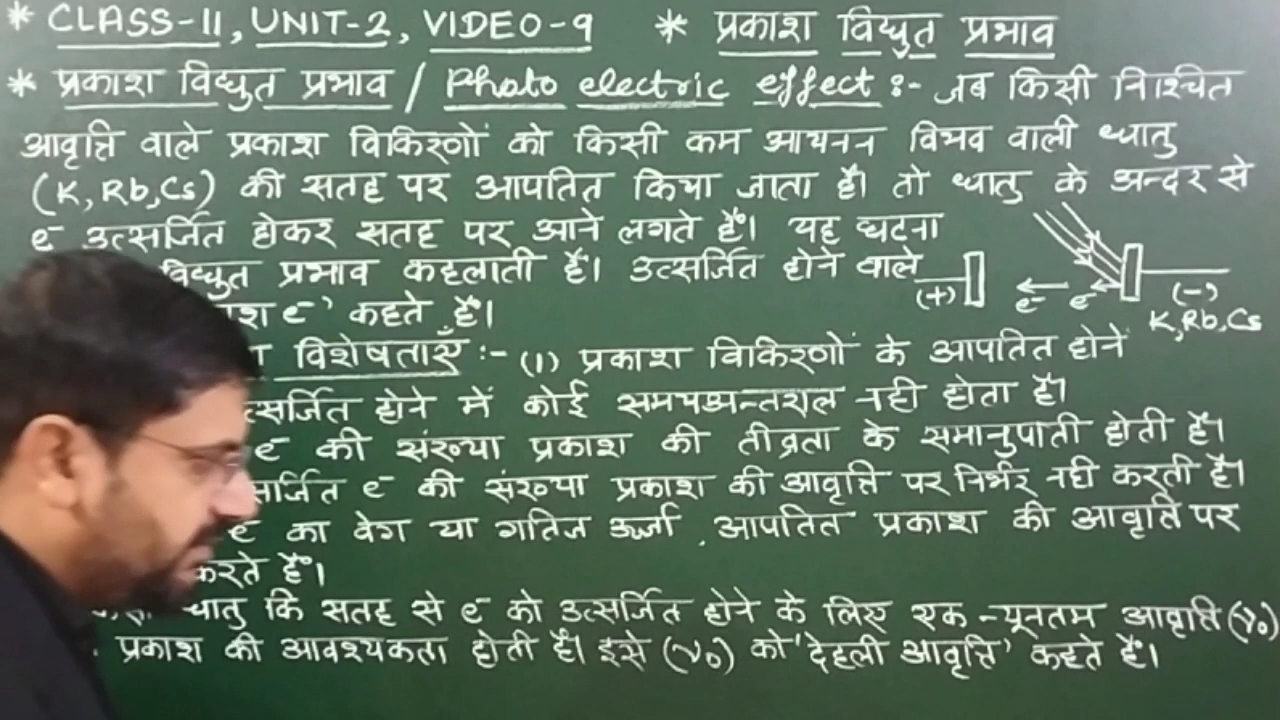 * CLASS-11, UNIT-2, VIDEO-9 * प्रकाश विद्युत प्रभाव
* प्रकाश विद्युत प्रभाव / Photo electric effect :- जब किसी निश्चित
आवृत्ति वाले प्रकाश विकिरणों को किसी कम आयनन विभव वाली धातु
(K, Rb, Cs) की सतह पर आपतित किया जाता है। तो धातु के अन्दर से
e⁻ उत्सर्जित होकर सतह पर आने लगते हैं। यह घटना
विद्युत प्रभाव कहलाती है। उत्सर्जित होने वाले
e⁻' कहते हैं।
(+) e⁻ e⁻ (-)
K, Rb, Cs
विशेषताएँ :- (1) प्रकाश विकिरणों के आपतित होने
होने में कोई समयअन्तराल नही होता है।
e⁻ की संख्या प्रकाश की तीव्रता के समानुपाती होती है।
e⁻ की संख्या प्रकाश की आवृत्ति पर निर्भर नही करती है।
e⁻ का वेग या गतिज ऊर्जा आपतित प्रकाश की आवृत्ति पर
करते हैं।
धातु कि सतह से e⁻ को उत्सर्जित होने के लिए एक न्यूनतम आवृत्ति (ν₀)
प्रकाश की आवश्यकता होती है। इसे (ν₀) को 'देहली आवृत्ति' कहते हैं।